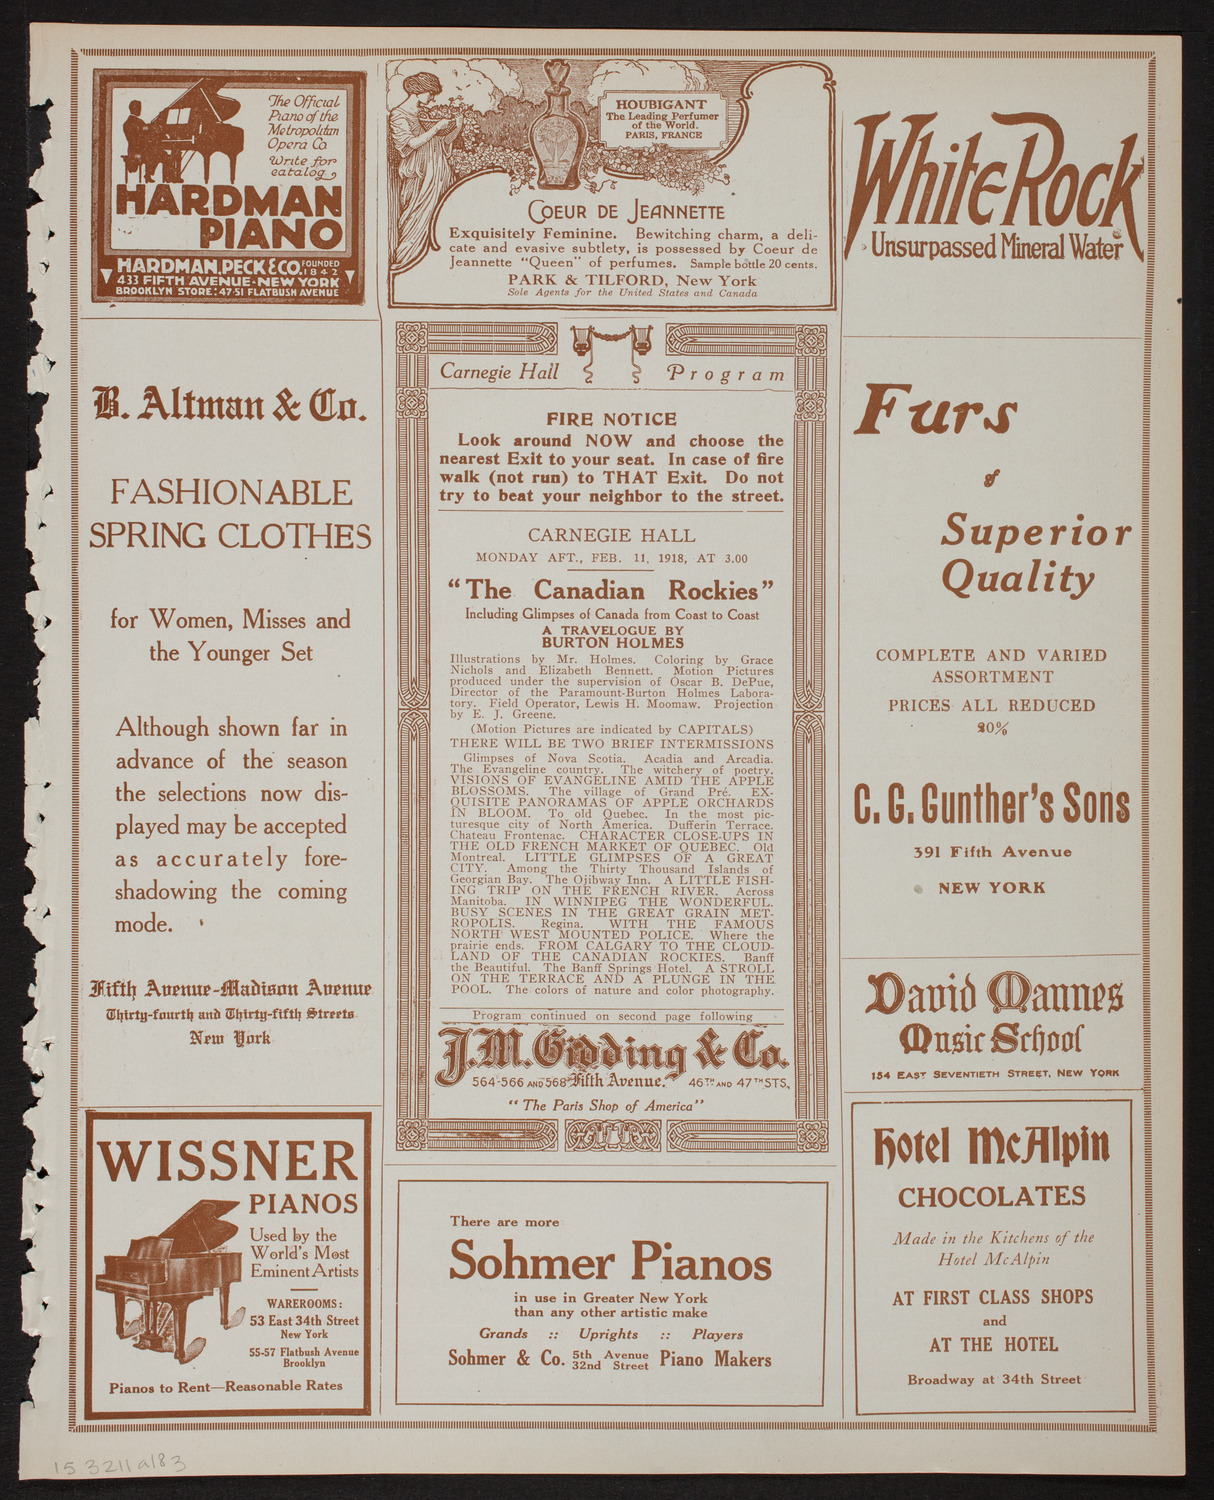 The Official
Piano of the
Metropolitan
Opera Co
Write for
catalog
HARDMAN
PIANO
HARDMAN, PECK & CO. FOUNDED 1842
433 FIFTH AVENUE - NEW YORK
BROOKLYN STORE: 47-51 FLATBUSH AVENUE
B. Altman & Co.
FASHIONABLE
SPRING CLOTHES
for Women, Misses and
the Younger Set
Although shown far in
advance of the season
the selections now dis-
played may be accepted
as accurately fore-
shadowing the coming
mode.
Fifth Avenue-Madison Avenue
Thirty-fourth and Thirty-fifth Streets
New York
WISSNER
PIANOS
Used by the
World's Most
Eminent Artists
WAREROOMS:
53 East 34th Street
New York
55-57 Flatbush Avenue
Brooklyn
Pianos to Rent—Reasonable Rates
HOUBIGANT
The Leading Perfumer
of the World.
PARIS, FRANCE
COEUR DE JEANNETTE
Exquisitely Feminine. Bewitching charm, a deli-
cate and evasive subtlety, is possessed by Coeur de
Jeannette "Queen" of perfumes. Sample bottle 20 cents.
PARK & TILFORD, New York
Sole Agents for the United States and Canada
Carnegie Hall Program
FIRE NOTICE
Look around NOW and choose the
nearest Exit to your seat. In case of fire
walk (not run) to THAT Exit. Do not
try to beat your neighbor to the street.
CARNEGIE HALL
MONDAY AFT., FEB. 11, 1918, AT 3.00
"The Canadian Rockies"
Including Glimpses of Canada from Coast to Coast
A TRAVELOGUE BY
BURTON HOLMES
Illustrations by Mr. Holmes. Coloring by Grace
Nichols and Elizabeth Bennett. Motion Pictures
produced under the supervision of Oscar B. DePue,
Director of the Paramount-Burton Holmes Labora-
tory. Field Operator, Lewis H. Moomaw. Projection
by E. J. Greene.
(Motion Pictures are indicated by CAPITALS)
THERE WILL BE TWO BRIEF INTERMISSIONS
Glimpses of Nova Scotia. Acadia and Arcadia.
The Evangeline country. The witchery of poetry.
VISIONS OF EVANGELINE AMID THE APPLE
BLOSSOMS. The village of Grand Pré. EX-
QUISITE PANORAMAS OF APPLE ORCHARDS
IN BLOOM. To old Quebec. In the most pic-
turesque city of North America. Dufferin Terrace.
Chateau Frontenac. CHARACTER CLOSE-UPS IN
THE OLD FRENCH MARKET OF QUEBEC. Old
Montreal. LITTLE GLIMPSES OF A GREAT
CITY. Among the Thirty Thousand Islands of
Georgian Bay. The Ojibway Inn. A LITTLE FISH-
ING TRIP ON THE FRENCH RIVER. Across
Manitoba. IN WINNIPEG THE WONDERFUL.
BUSY SCENES IN THE GREAT GRAIN MET-
ROPOLIS. Regina. WITH THE FAMOUS
NORTH WEST MOUNTED POLICE. Where the
prairie ends. FROM CALGARY TO THE CLOUD-
LAND OF THE CANADIAN ROCKIES. Banff
the Beautiful. The Banff Springs Hotel. A STROLL
ON THE TERRACE AND A PLUNGE IN THE
POOL. The colors of nature and color photography.
Program continued on second page following
J. M. Gidding & Co.
564-566 AND 568 Fifth Avenue. 46TH AND 47TH STS.
"The Paris Shop of America"
There are more
Sohmer Pianos
in use in Greater New York
than any other artistic make
Grands :: Uprights :: Players
Sohmer & Co. 5th Avenue 32nd Street Piano Makers
White Rock
Unsurpassed Mineral Water
Furs
of
Superior
Quality
COMPLETE AND VARIED
ASSORTMENT
PRICES ALL REDUCED
20%
C. G. Gunther's Sons
391 Fifth Avenue
NEW YORK
David Mannes
Music School
154 EAST SEVENTIETH STREET, NEW YORK
Hotel McAlpin
CHOCOLATES
Made in the Kitchens of the
Hotel McAlpin
AT FIRST CLASS SHOPS
and
AT THE HOTEL
Broadway at 34th Street
15 3211 a183